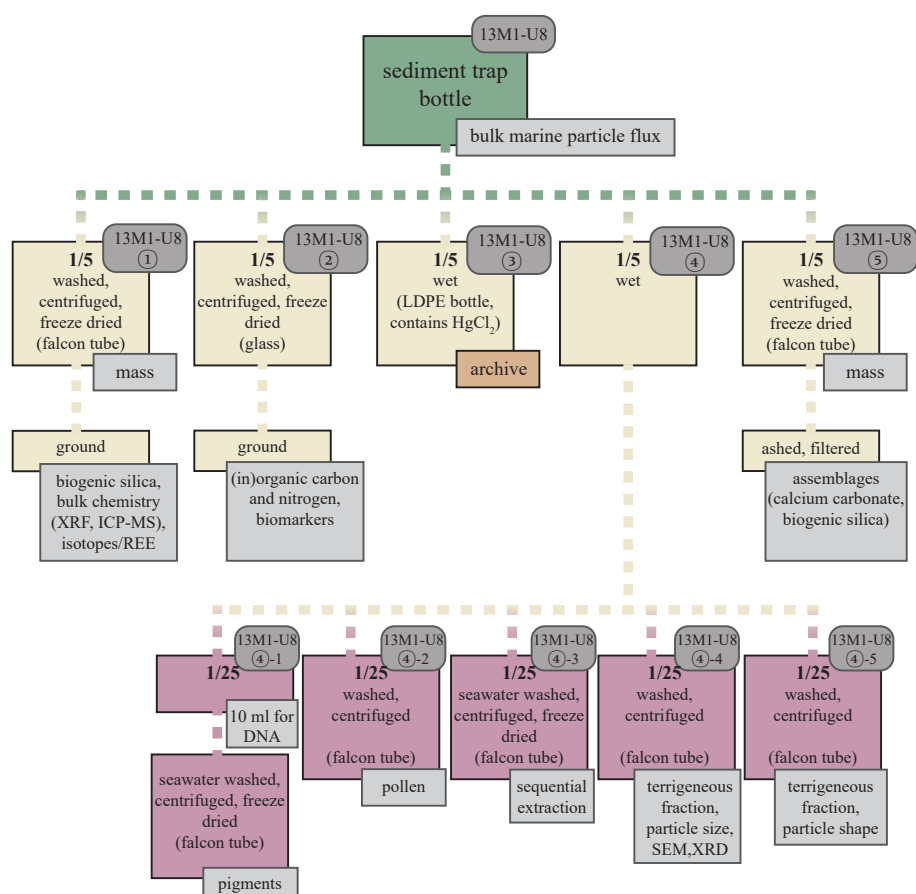 13M1-U8
sediment trap
bottle
bulk marine particle flux
13M1-U8
①
1/5
washed,
centrifuged,
freeze dried
(falcon tube)
mass
13M1-U8
②
1/5
washed,
centrifuged, freeze
dried
(glass)
13M1-U8
③
1/5
wet
(LDPE bottle,
contains HgCl₂)
archive
13M1-U8
④
1/5
wet
13M1-U8
⑤
1/5
washed,
centrifuged,
freeze dried
(falcon tube)
mass
ground
biogenic silica,
bulk chemistry
(XRF, ICP-MS),
isotopes/REE
ground
(in)organic carbon
and nitrogen,
biomarkers
ashed, filtered
assemblages
(calcium carbonate,
biogenic silica)
13M1-U8
④-1
1/25
10 ml for
DNA
seawater washed,
centrifuged, freeze
dried
(falcon tube)
pigments
13M1-U8
④-2
1/25
washed,
centrifuged
(falcon tube)
pollen
13M1-U8
④-3
1/25
seawater washed,
centrifuged, freeze
dried
(falcon tube)
sequential
extraction
13M1-U8
④-4
1/25
washed,
centrifuged
(falcon tube)
terrigeneous
fraction,
particle size,
SEM,XRD
13M1-U8
④-5
1/25
washed,
centrifuged
(falcon tube)
terrigeneous
fraction,
particle shape